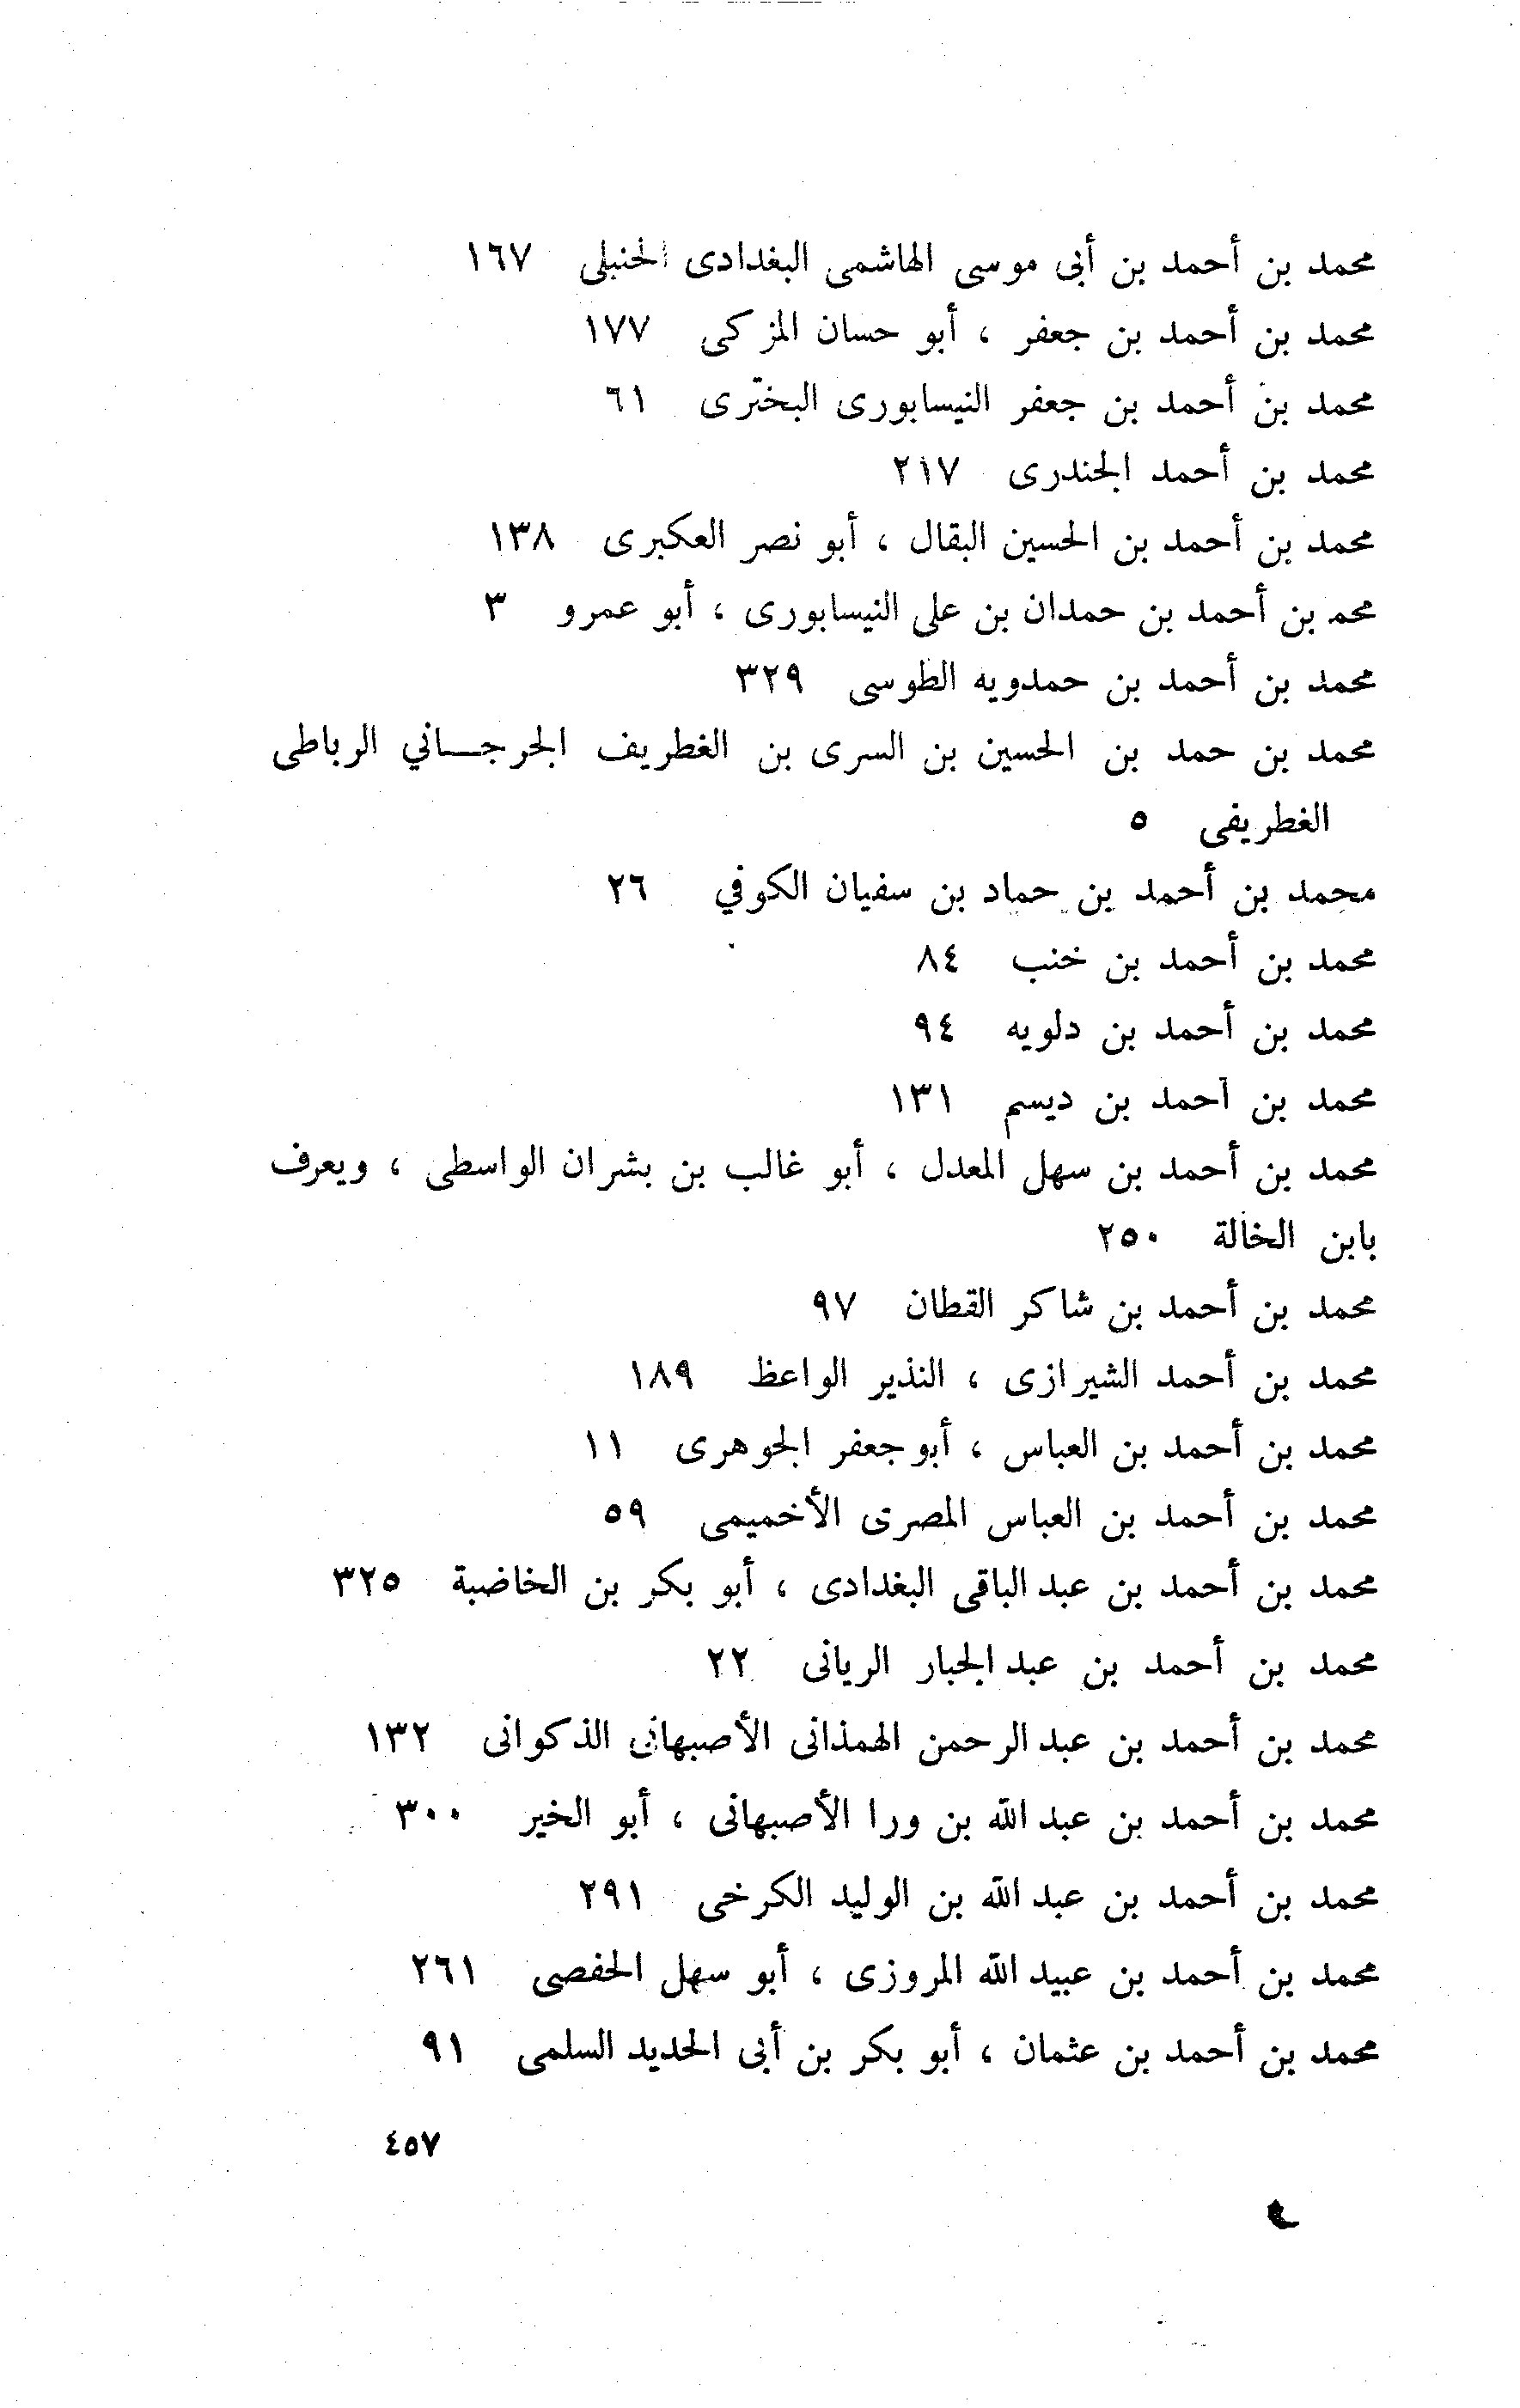 محمد بن أحمد بن أبى موسى الهاشمى البغدادى الحنبلى ١٦٧
محمد بن أحمد بن جعفر ، أبو حسان المزكى ١٧٧
محمد بن أحمد بن جعفر النيسابورى البخترى ٦١
محمد بن أحمد الجندرى ٢١٧
محمد بن أحمد بن الحسين البقال ، أبو نصر العكبرى ١٣٨
محمـ بن أحمد بن حمدان بن على النيسابورى ، أبو عمرو ٣
محمد بن أحمد بن حمدويه الطوسى ٣٢٩
محمد بن حمد بن الحسين بن السرى بن الغطريف الجرجــاني الرباطى
الغطريفى ٥
محمد بن أحمد بن حماد بن سفيان الكوفي ٢٦
محمد بن أحمد بن خنب ٨٤
محمد بن أحمد بن دلويه ٩٤
محمد بن احمد بن ديسم ١٣١
محمد بن أحمد بن سهل المعدل ، أبو غالب بن بشران الواسطى ، ويعرف
بابن الخالة ٢٥٠
محمد بن أحمد بن شاكر القطان ٩٧
محمد بن أحمد الشيرازى ، النذير الواعظ ١٨٩
محمد بن أحمد بن العباس ، أبو جعفر الجوهرى ١١
محمد بن أحمد بن العباس المصرى الأخميمى ٥٩
محمد بن أحمد بن عبد الباقى البغدادى ، أبو بكر بن الخاضبة ٣٢٥
محمد بن أحمد بن عبد الجبار الريانى ٢٢
محمد بن أحمد بن عبد الرحمن الهمذانى الأصبهانى الذكوانى ١٣٢
محمد بن أحمد بن عبد الله بن ورا الأصبهانى ، أبو الخير ٣٠٠
محمد بن أحمد بن عبد الله بن الوليد الكرخى ٢٩١
محمد بن أحمد بن عبيد الله المروزى ، أبو سهل الحفصى ٢٦١
محمد بن أحمد بن عثمان ، أبو بكر بن أبى الحديد السلمى ٩١
٤٥٧